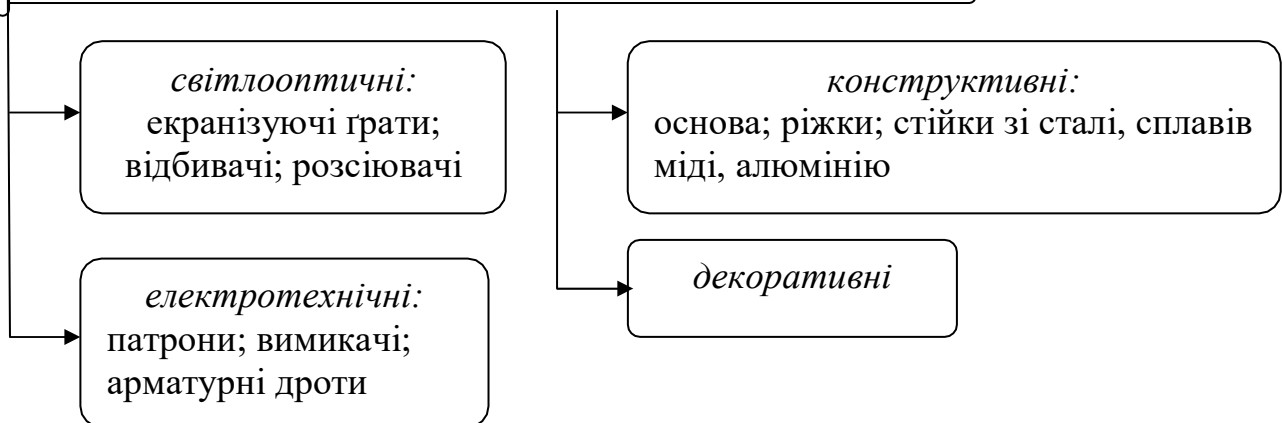 світлооптичні:
екранізуючі ґрати;
відбивачі; розсіювачі
конструктивні:
основа; ріжки; стійки зі сталі, сплавів
міді, алюмінію
електротехнічні:
патрони; вимикачі;
арматурні дроти
декоративні